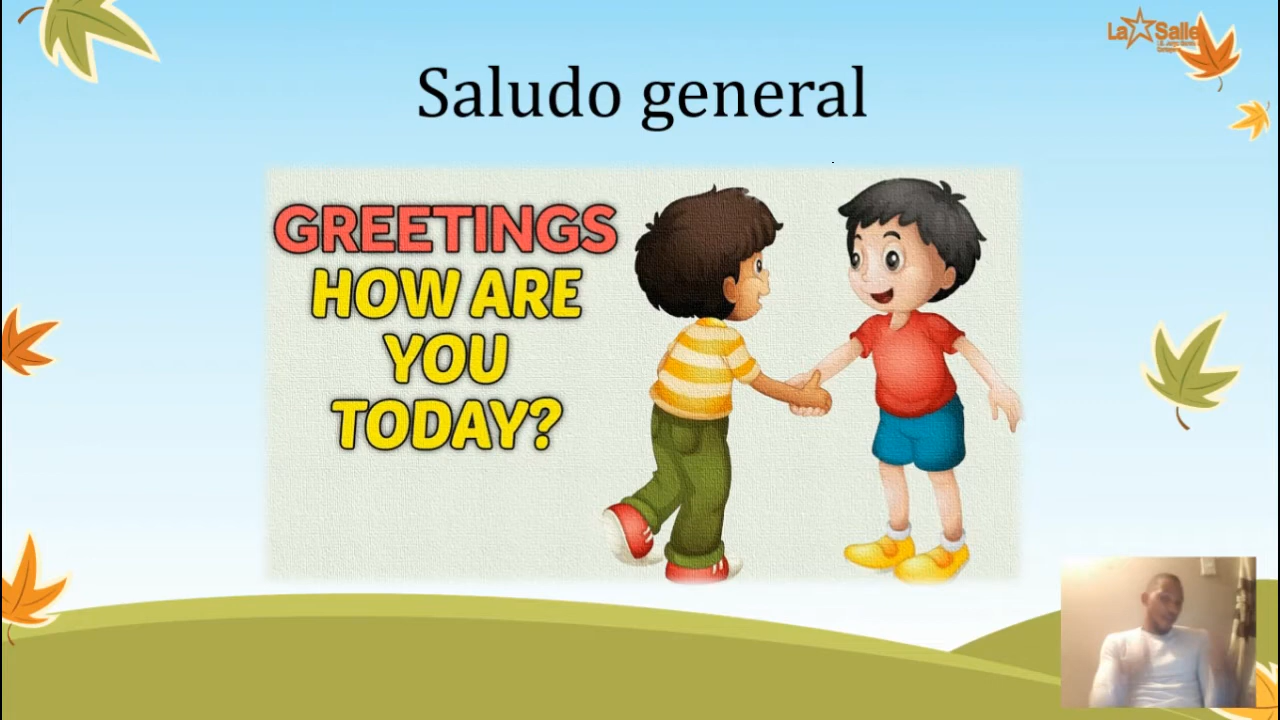 La Salle
Saludo general
GREETINGS
HOW ARE
YOU
TODAY?